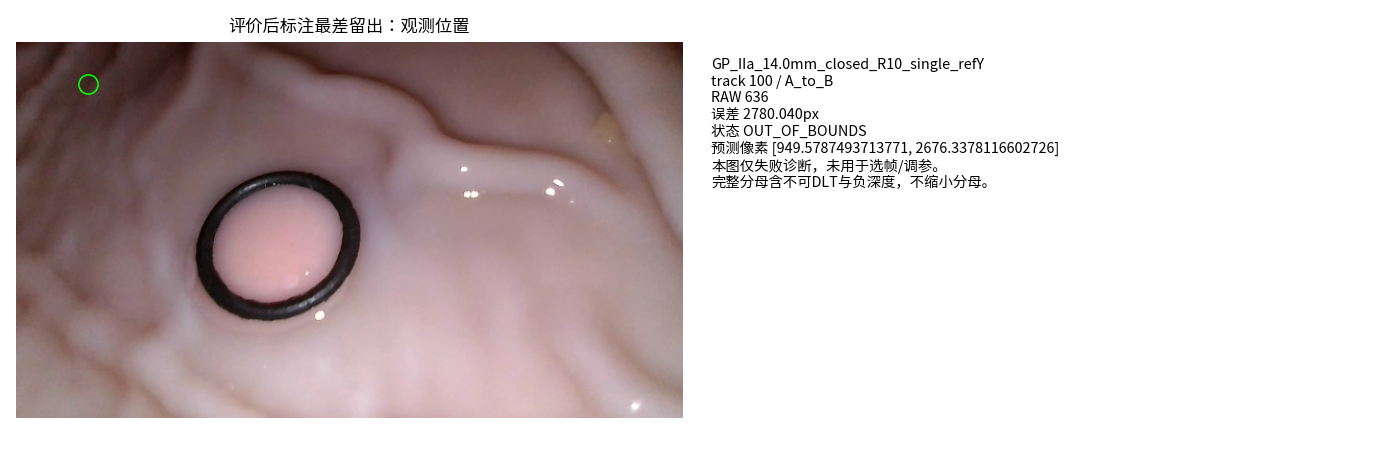 评价后标注最差留出：观测位置
GP_IIa_14.0mm_closed_R10_single_refY
track 100 / A_to_B
RAW 636
误差 2780.040px
状态 OUT_OF_BOUNDS
预测像素 [949.5787493713771, 2676.3378116602726]
本图仅失败诊断，未用于选帧/调参。
完整分母含不可DLT与负深度，不缩小分母。